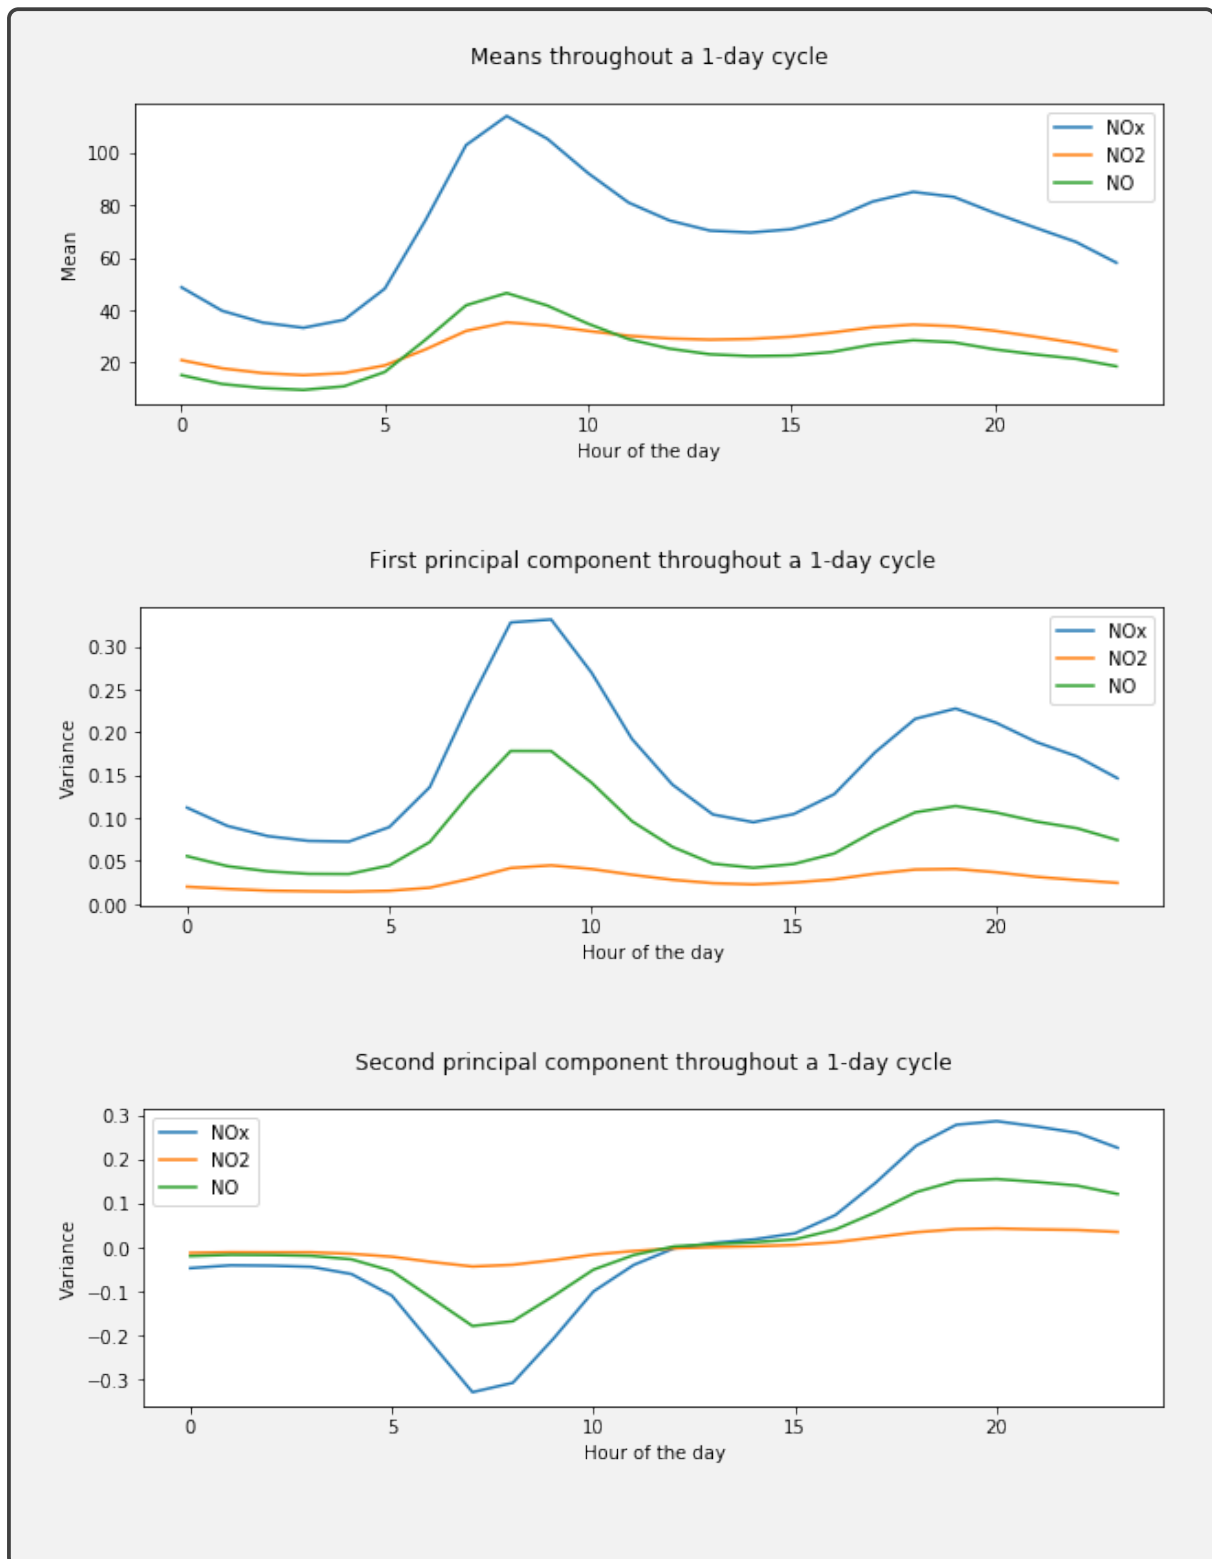 Means throughout a 1-day cycle
NOx
NO2
NO
100
80
60
40
20
Mean
0 5 10 15 20
Hour of the day
First principal component throughout a 1-day cycle
NOx
NO2
NO
0.30
0.25
0.20
0.15
0.10
0.05
0.00
Variance
0 5 10 15 20
Hour of the day
Second principal component throughout a 1-day cycle
NOx
NO2
NO
0.3
0.2
0.1
0.0
−0.1
−0.2
−0.3
Variance
0 5 10 15 20
Hour of the day